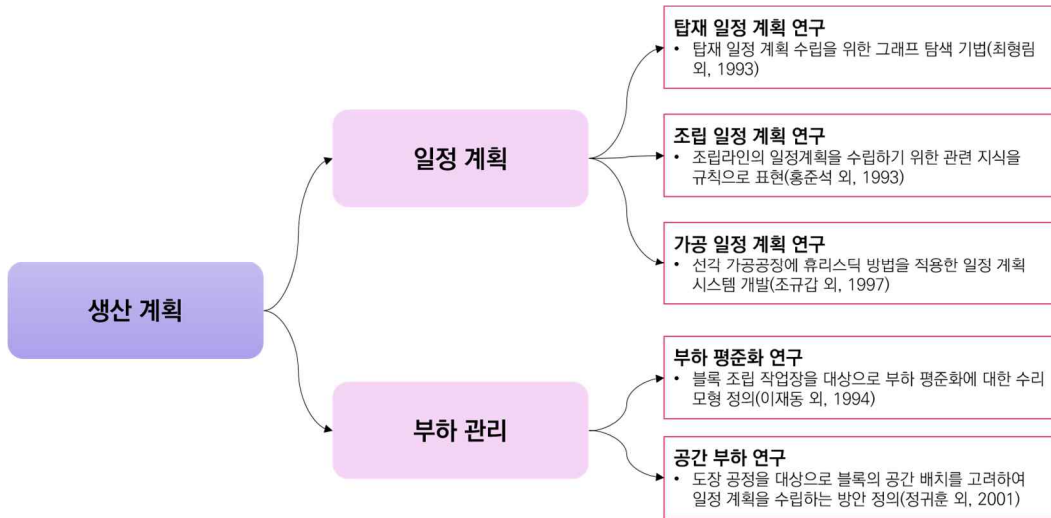 생산 계획
일정 계획
부하 관리
탑재 일정 계획 연구
• 탑재 일정 계획 수립을 위한 그래프 탐색 기법(최형림
외, 1993)
조립 일정 계획 연구
• 조립라인의 일정계획을 수립하기 위한 관련 지식을
규칙으로 표현(홍준석 외, 1993)
가공 일정 계획 연구
• 선각 가공공장에 휴리스틱 방법을 적용한 일정 계획
시스템 개발(조규갑 외, 1997)
부하 평준화 연구
• 블록 조립 작업장을 대상으로 부하 평준화에 대한 수리
모형 정의(이재동 외, 1994)
공간 부하 연구
• 도장 공정을 대상으로 블록의 공간 배치를 고려하여
일정 계획을 수립하는 방안 정의(정귀훈 외, 2001)